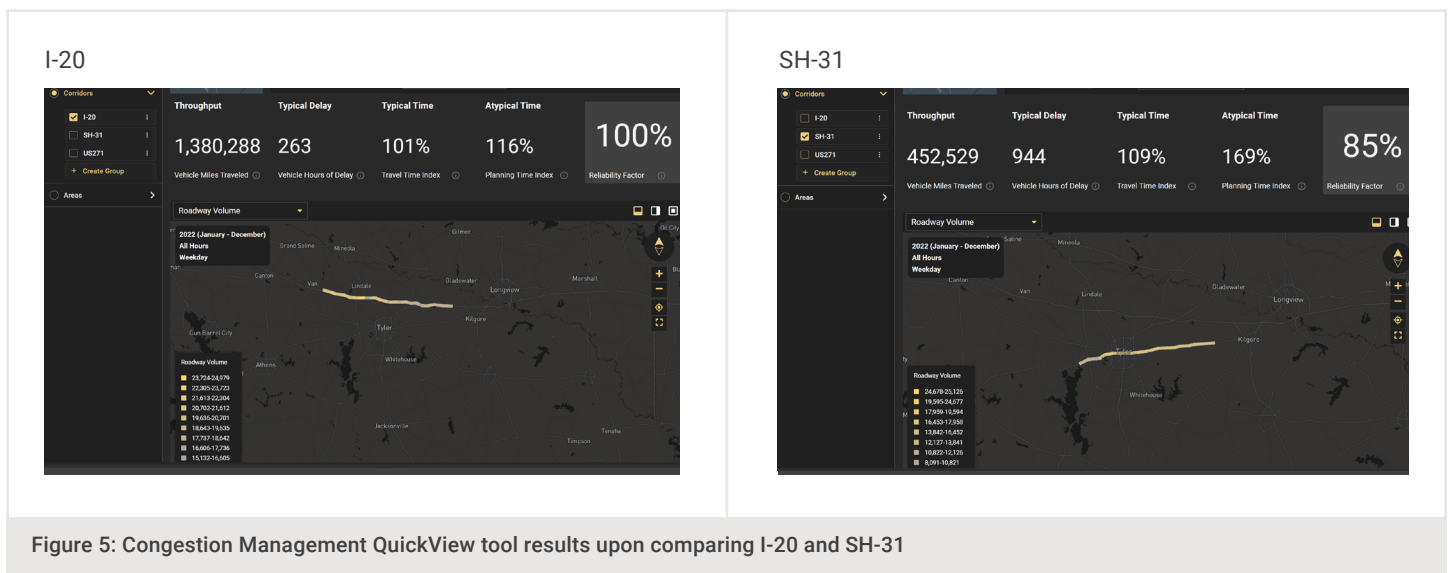 I-20
Corridors
I-20
SH-31
US271
+ Create Group
Areas
Throughput
Typical Delay
Typical Time
Atypical Time
1,380,288
263
101%
116%
100%
Vehicle Miles Traveled
Vehicle Hours of Delay
Travel Time Index
Planning Time Index
Reliability Factor
Roadway Volume
2022 (January - December)
All Hours
Weekday
Grand Saline
Mineola
Gilmer
Canton
Van
Lindale
Gladewater
Longview
Marshall
Tyler
Kilgore
Gun Barrel City
Whitehouse
Athens
Jacksonville
Tenaha
Timpson
Roadway Volume
23,724-24,979
22,305-23,723
21,613-22,304
20,702-21,612
19,636-20,701
18,643-19,635
17,737-18,642
16,606-17,736
15,132-16,605
SH-31
Corridors
I-20
SH-31
US271
+ Create Group
Areas
Throughput
Typical Delay
Typical Time
Atypical Time
452,529
944
109%
169%
85%
Vehicle Miles Traveled
Vehicle Hours of Delay
Travel Time Index
Planning Time Index
Reliability Factor
Roadway Volume
2022 (January - December)
All Hours
Weekday
Saline
Mineola
Canton
Van
Lindale
Gladewater
Longview
Tyler
Kilgore
Whitehouse
Roadway Volume
24,678-25,126
19,595-24,677
17,959-19,594
16,453-17,958
13,842-16,452
12,127-13,841
10,822-12,126
8,091-10,821
Figure 5: Congestion Management QuickView tool results upon comparing I-20 and SH-31